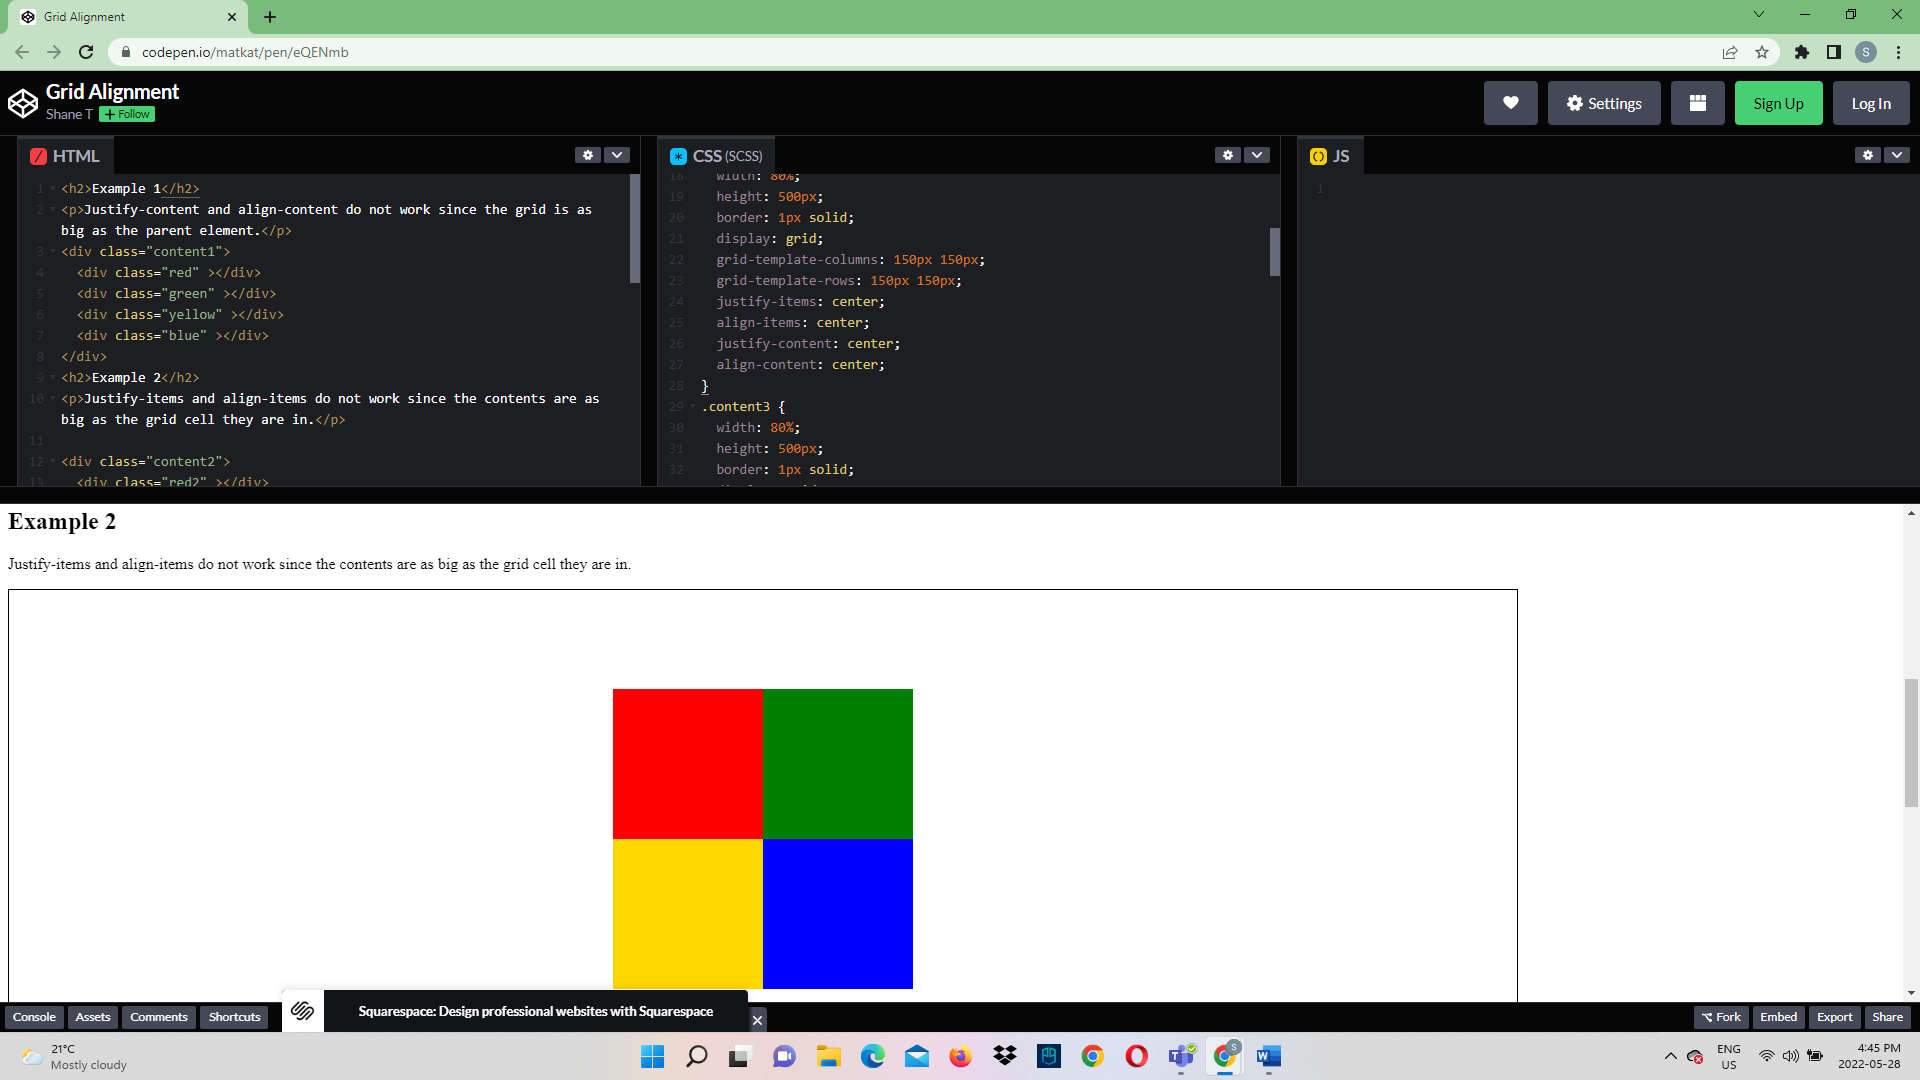 Grid Alignment
codepen.io/matkat/pen/eQENmb
S
Grid Alignment
Shane T + Follow
Settings
Sign Up
Log In
HTML
1 <h2>Example 1</h2>
2 <p>Justify-content and align-content do not work since the grid is as
big as the parent element.</p>
3 <div class="content1">
4 <div class="red" ></div>
5 <div class="green" ></div>
6 <div class="yellow" ></div>
7 <div class="blue" ></div>
8 </div>
9 <h2>Example 2</h2>
10 <p>Justify-items and align-items do not work since the contents are as
big as the grid cell they are in.</p>
11
12 <div class="content2">
13 <div class="red2" ></div>
CSS (SCSS)
18 width: 80%;
19 height: 500px;
20 border: 1px solid;
21 display: grid;
22 grid-template-columns: 150px 150px;
23 grid-template-rows: 150px 150px;
24 justify-items: center;
25 align-items: center;
26 justify-content: center;
27 align-content: center;
28 }
29 .content3 {
30 width: 80%;
31 height: 500px;
32 border: 1px solid;
JS
1
Example 2
Justify-items and align-items do not work since the contents are as big as the grid cell they are in.
Console
Assets
Comments
Shortcuts
Squarespace: Design professional websites with Squarespace
Fork
Embed
Export
Share
21°C
Mostly cloudy
ENG
US
4:45 PM
2022-05-28